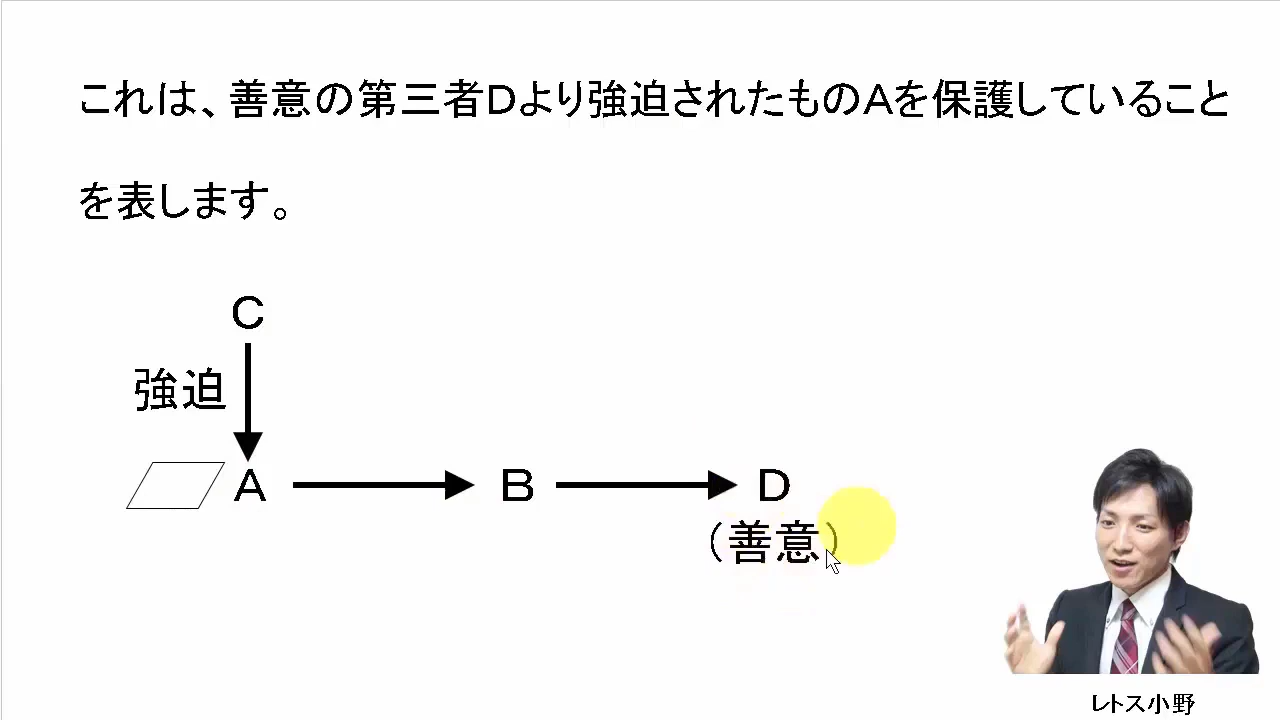 これは、善意の第三者Dより強迫されたものAを保護していること
を表します。
C
強迫
A
B
D
（善意）
レトス小野